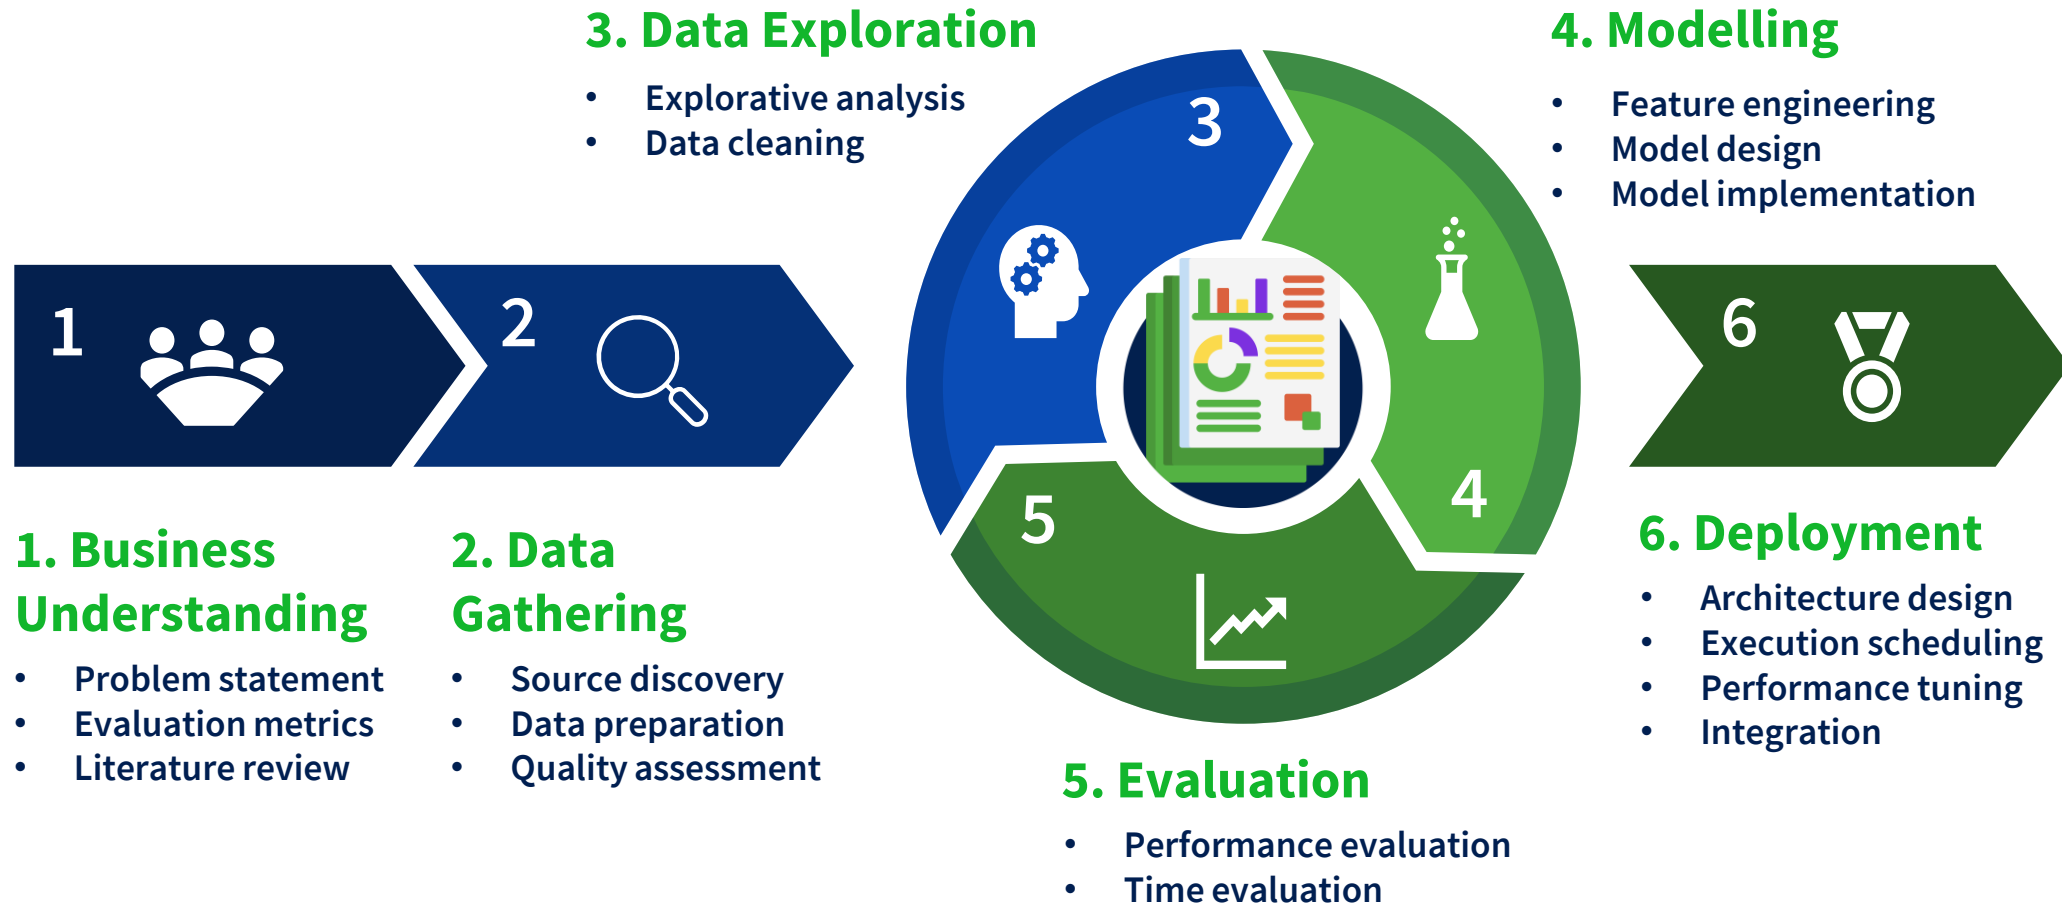 3. Data Exploration
• Explorative analysis
• Data cleaning
4. Modelling
• Feature engineering
• Model design
• Model implementation
1
2
3
4
5
6
1. Business
Understanding
• Problem statement
• Evaluation metrics
• Literature review
2. Data
Gathering
• Source discovery
• Data preparation
• Quality assessment
5. Evaluation
• Performance evaluation
• Time evaluation
6. Deployment
• Architecture design
• Execution scheduling
• Performance tuning
• Integration